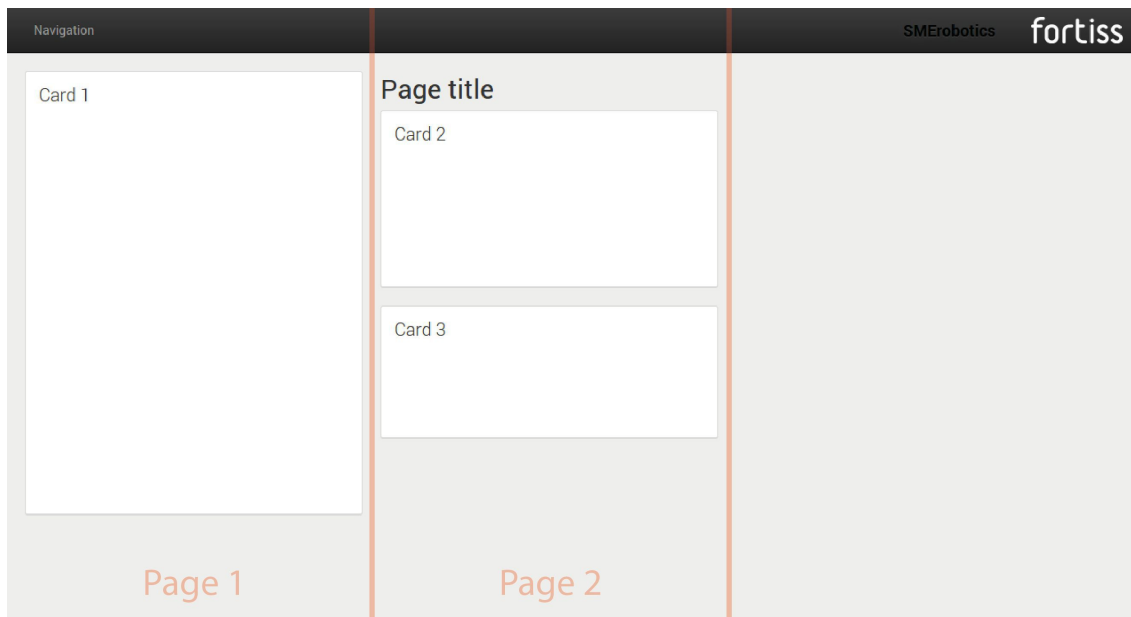 Navigation
SMErobotics
fortiss
Card 1
Page title
Card 2
Card 3
Page 1
Page 2